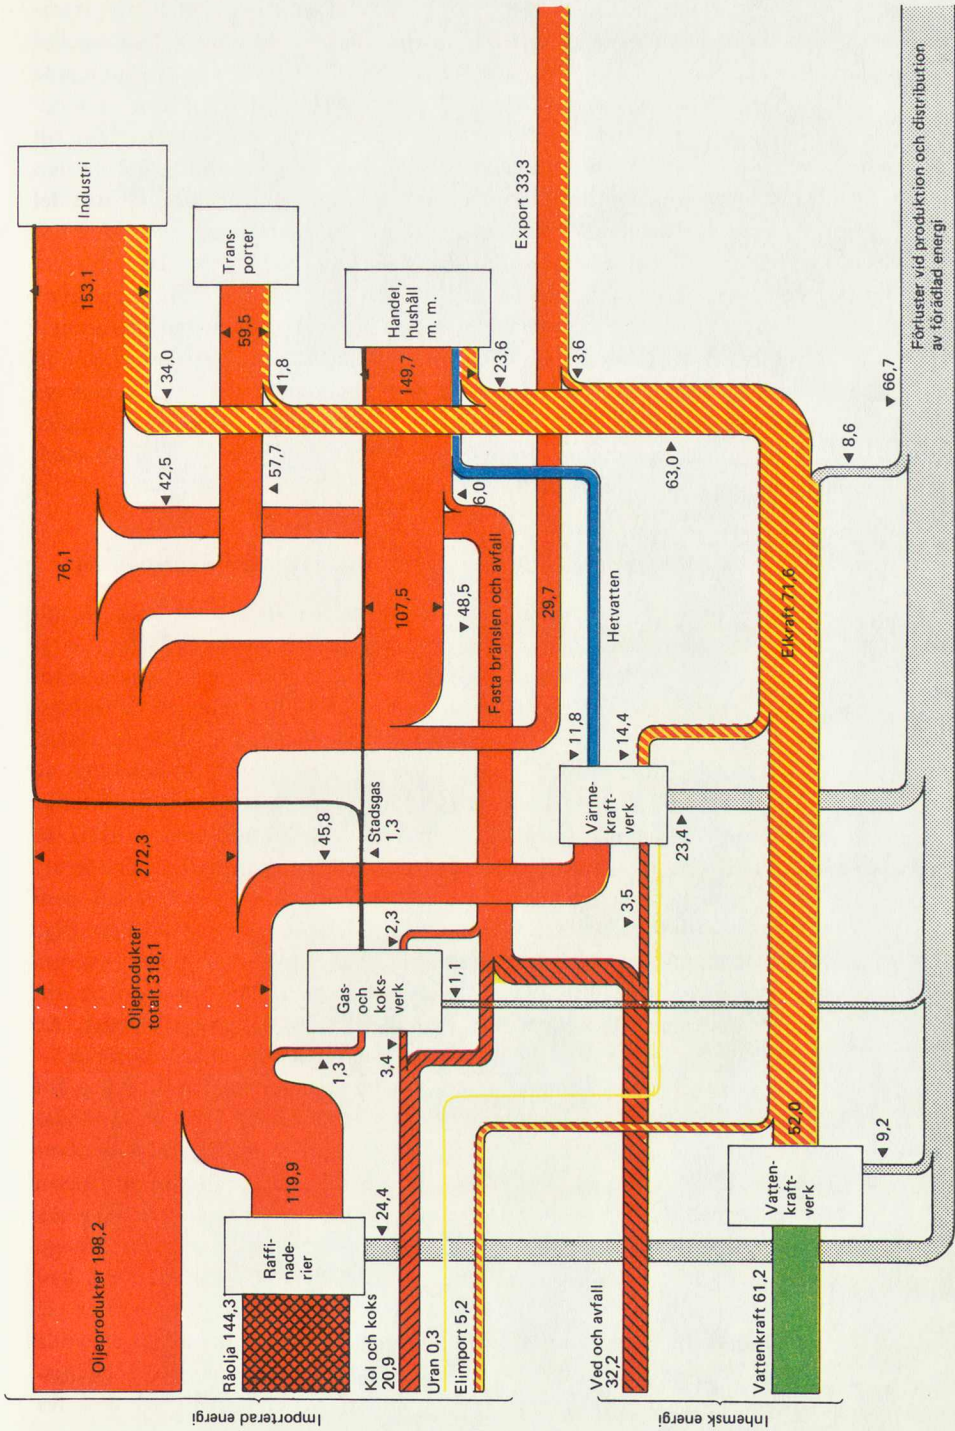 Importerad energi
Oljeprodukter 198,2
Råolja 144,3
Kol och koks
20,9
Uran 0,3
Elimport 5,2
Inhemsk energi
Ved och avfall
32,2
Vattenkraft 61,2
Raffi-
nade-
rier
24,4
119,9
Vatten-
kraft-
verk
9,2
52,0
Oljeprodukter
totalt 318,1
1,3
3,4
Gas-
och
koks-
verk
1,1
2,3
272,3
45,8
Stadsgas
1,3
3,5
Värme-
kraft-
verk
23,4
11,8
14,4
Hetvatten
Fasta bränslen och avfall
29,7
107,5
48,5
6,0
76,1
42,5
57,7
Elkraft 71,6
63,0
8,6
66,7
34,0
1,8
23,6
3,6
153,1
Industri
59,5
Trans-
porter
149,7
Handel,
hushåll
m. m.
Export 33,3
Förluster vid produktion och distribution
av förädlad energi